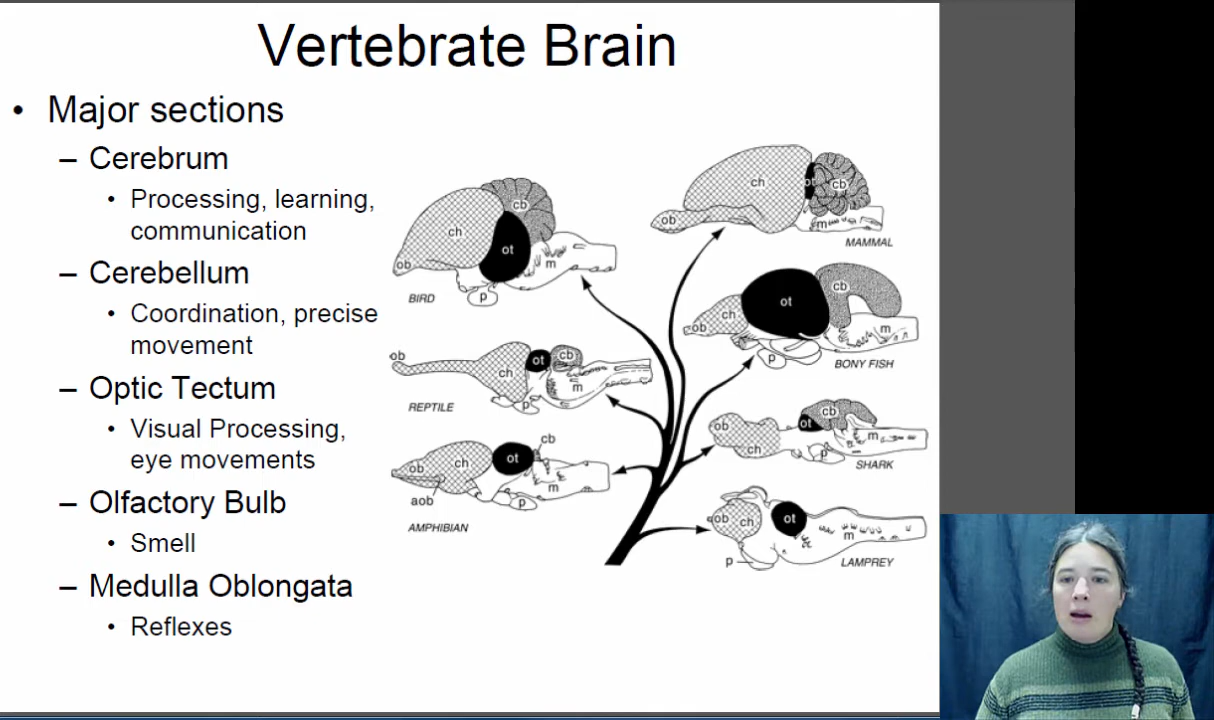 Vertebrate Brain
• Major sections
– Cerebrum
• Processing, learning,
communication
– Cerebellum
• Coordination, precise
movement
– Optic Tectum
• Visual Processing,
eye movements
– Olfactory Bulb
• Smell
– Medulla Oblongata
• Reflexes
ch
ot
cb
ob
m
MAMMAL
cb
ch
ot
ob
m
p
BIRD
ot
cb
ch
ob
m
p
BONY FISH
ob
ot
cb
ch
m
p
REPTILE
ob
cb
ot
ch
m
p
SHARK
cb
ob
ch
ot
m
aob
p
AMPHIBIAN
ob
ch
ot
m
p
LAMPREY